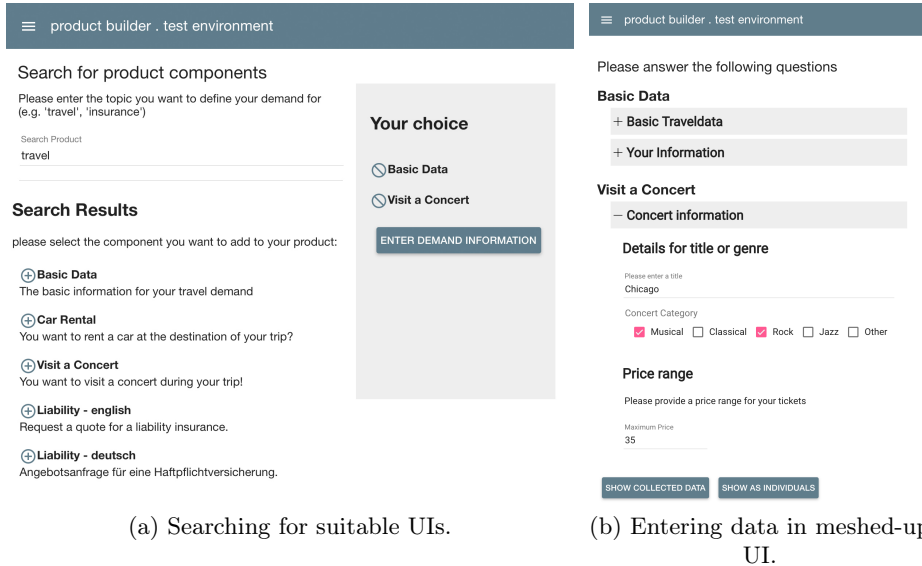 product builder . test environment
Search for product components
Please enter the topic you want to define your demand for
(e.g. 'travel', 'insurance')
Search Product
travel
Search Results
please select the component you want to add to your product:
Basic Data
The basic information for your travel demand
Car Rental
You want to rent a car at the destination of your trip?
Visit a Concert
You want to visit a concert during your trip!
Liability - english
Request a quote for a liability insurance.
Liability - deutsch
Angebotsanfrage für eine Haftpflichtversicherung.
Your choice
Basic Data
Visit a Concert
ENTER DEMAND INFORMATION
(a) Searching for suitable UIs.
product builder . test environment
Please answer the following questions
Basic Data
+ Basic Traveldata
+ Your Information
Visit a Concert
– Concert information
Details for title or genre
Please enter a title
Chicago
Concert Category
Musical Classical Rock Jazz Other
Price range
Please provide a price range for your tickets
Maximum Price
35
SHOW COLLECTED DATA SHOW AS INDIVIDUALS
(b) Entering data in meshed-up
UI.